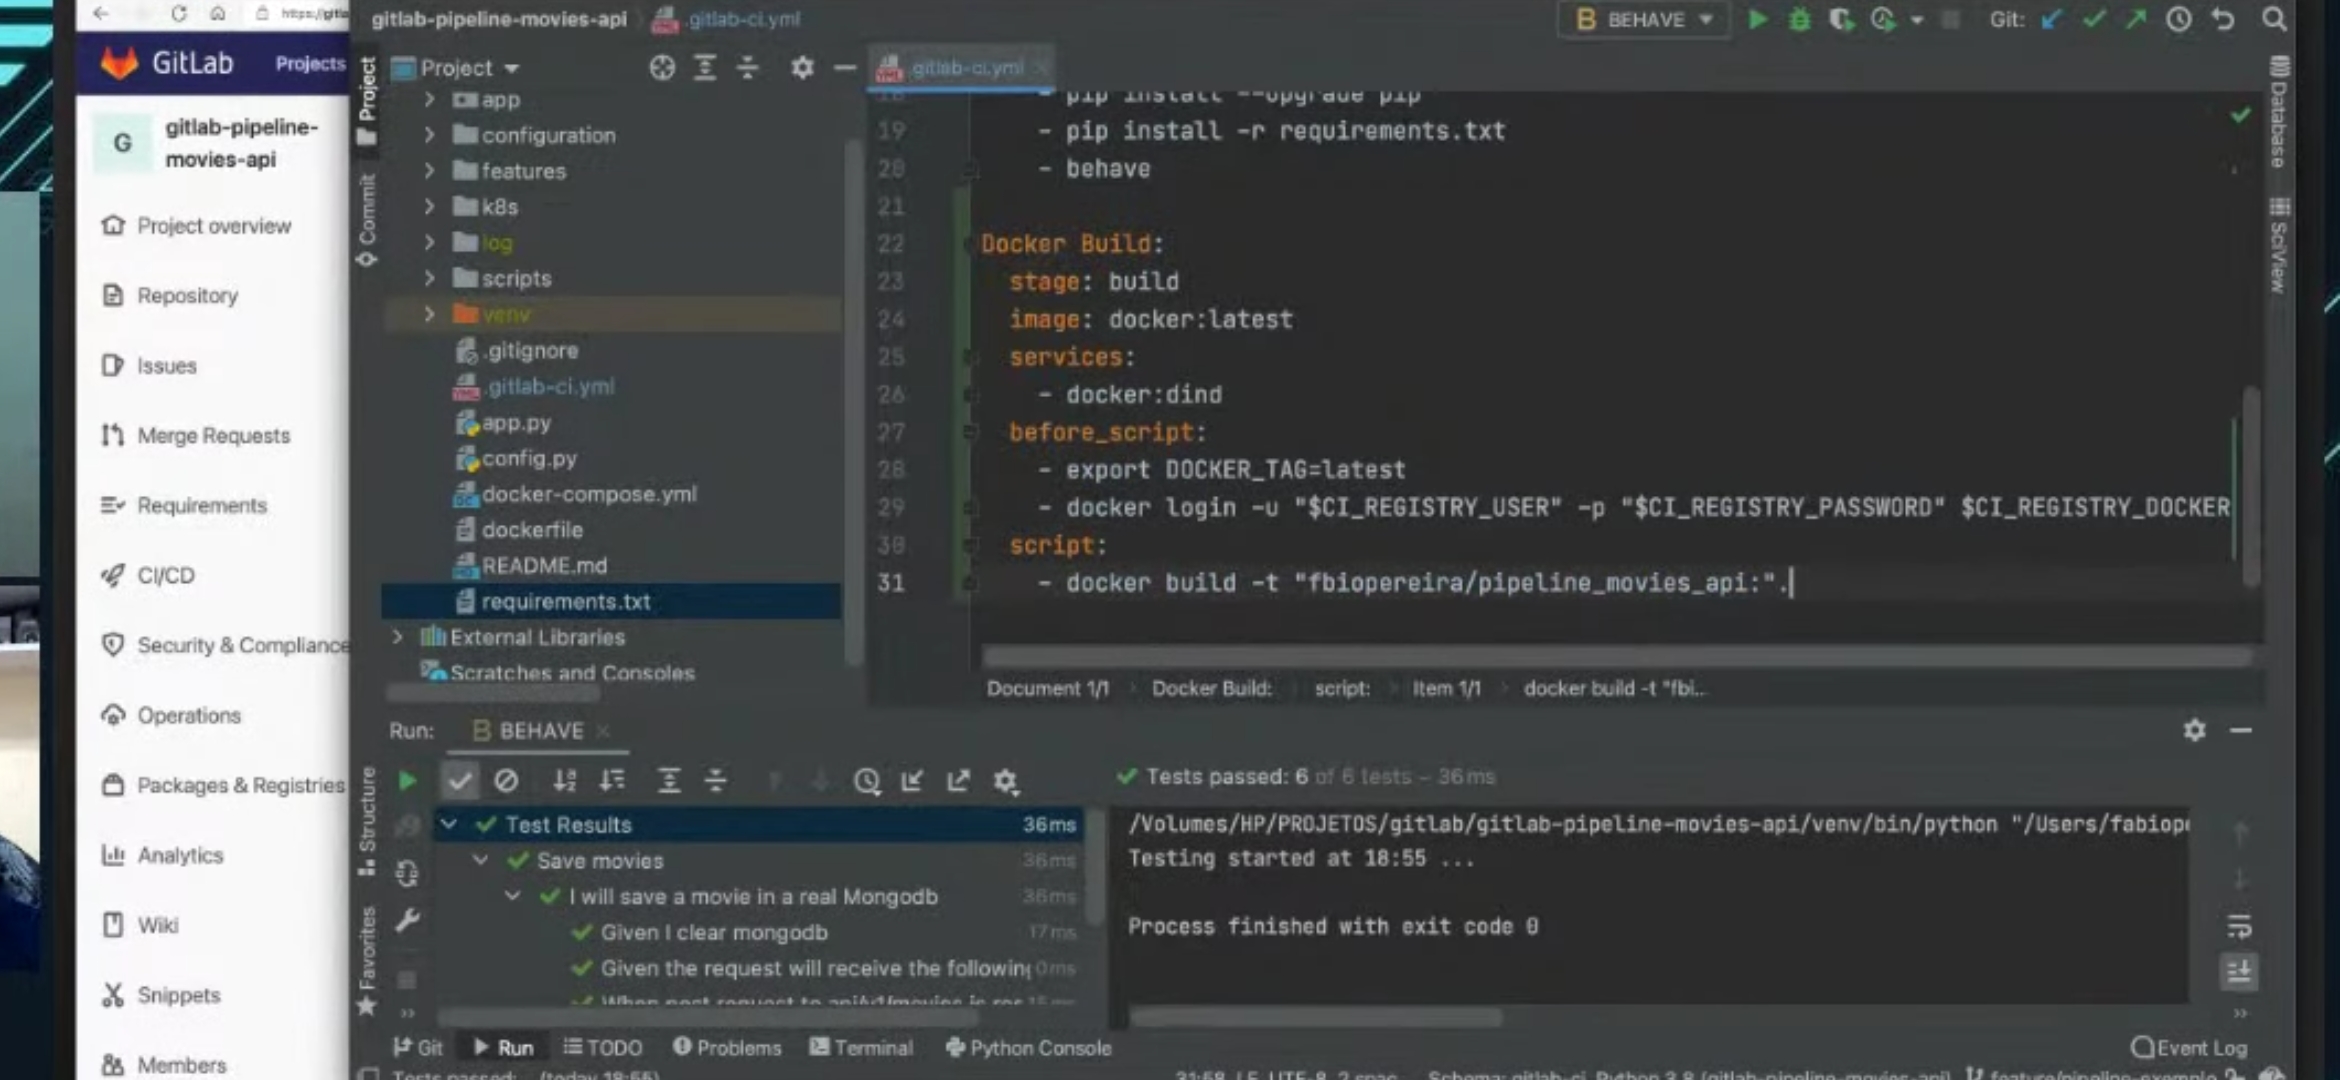 https://gitla
GitLab Projects
G gitlab-pipeline-
movies-api
Project overview
Repository
Issues
Merge Requests
Requirements
CI/CD
Security & Compliance
Operations
Packages & Registries
Analytics
Wiki
Snippets
Members
gitlab-pipeline-movies-api .gitlab-ci.yml
BEHAVE
Git:
Project
Commit
Structure
Favorites
Project
app
configuration
features
k8s
log
scripts
venv
.gitignore
.gitlab-ci.yml
app.py
config.py
docker-compose.yml
dockerfile
README.md
requirements.txt
External Libraries
Scratches and Consoles
.gitlab-ci.yml
18 - pip install --upgrade pip
19 - pip install -r requirements.txt
20 - behave
21
22 Docker Build:
23 stage: build
24 image: docker:latest
25 services:
26 - docker:dind
27 before_script:
28 - export DOCKER_TAG=latest
29 - docker login -u "$CI_REGISTRY_USER" -p "$CI_REGISTRY_PASSWORD" $CI_REGISTRY_DOCKER
30 script:
31 - docker build -t "fbiopereira/pipeline_movies_api:".
Document 1/1 Docker Build: script: Item 1/1 docker build -t "fbi...
Database
SciView
Run: BEHAVE
Tests passed: 6 of 6 tests – 36ms
Test Results 36ms
Save movies 36ms
I will save a movie in a real Mongodb 36ms
Given I clear mongodb 17ms
Given the request will receive the following 0ms
When post request to api/v1/movies is
/Volumes/HP/PROJETOS/gitlab/gitlab-pipeline-movies-api/venv/bin/python "/Users/fabiope
Testing started at 18:55 ...
Process finished with exit code 0
Git Run TODO Problems Terminal Python Console
Event Log
Tests passed: (today 18:55)
31:58 LF UTF-8 2 spac Schema: gitlab-ci Python 3.8 (gitlab-pipeline-movies-api) feature/pipeline-example